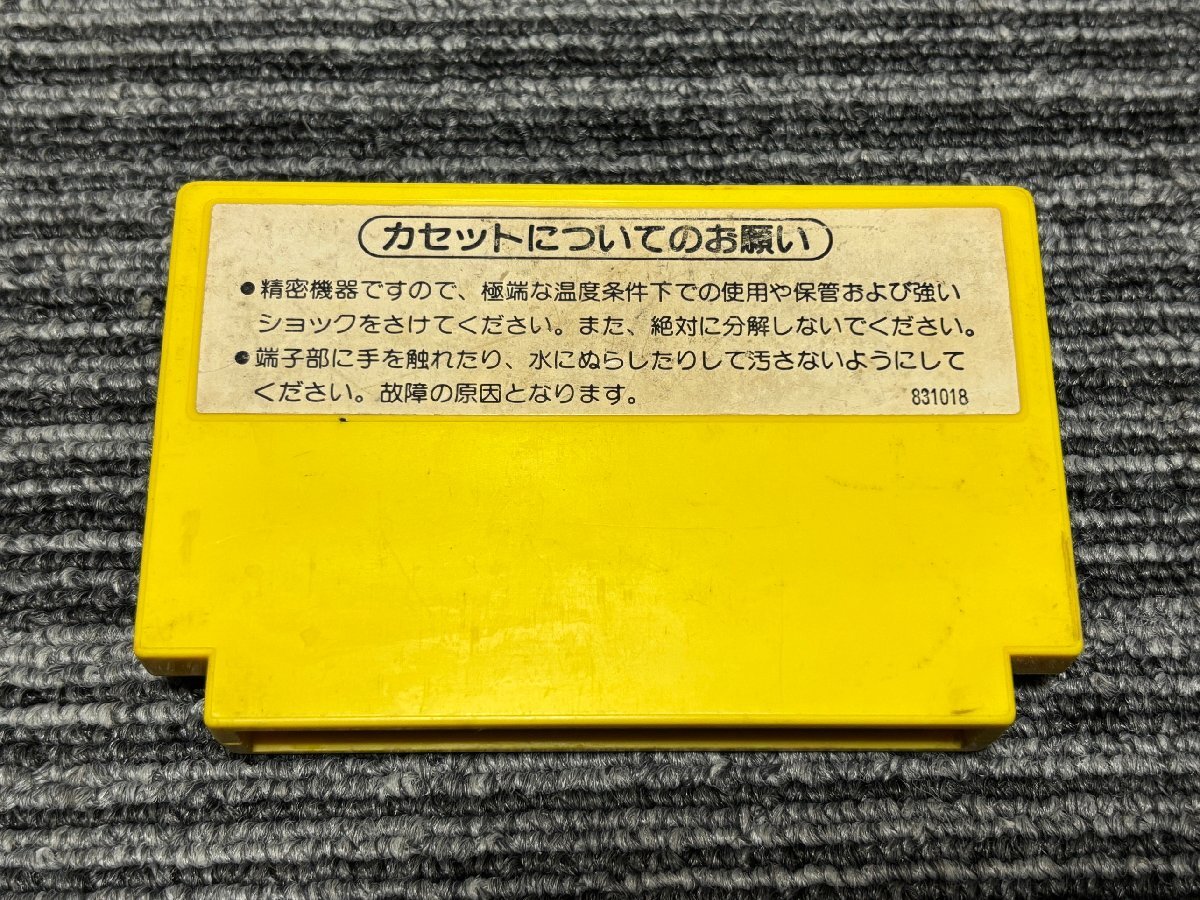 カセットについてのお願い
●精密機器ですので、極端な温度条件下での使用や保管および強い
ショックをさけてください。また、絶対に分解しないでください。
●端子部に手を触れたり、水にぬらしたりして汚さないようにして
ください。故障の原因となります。
831018